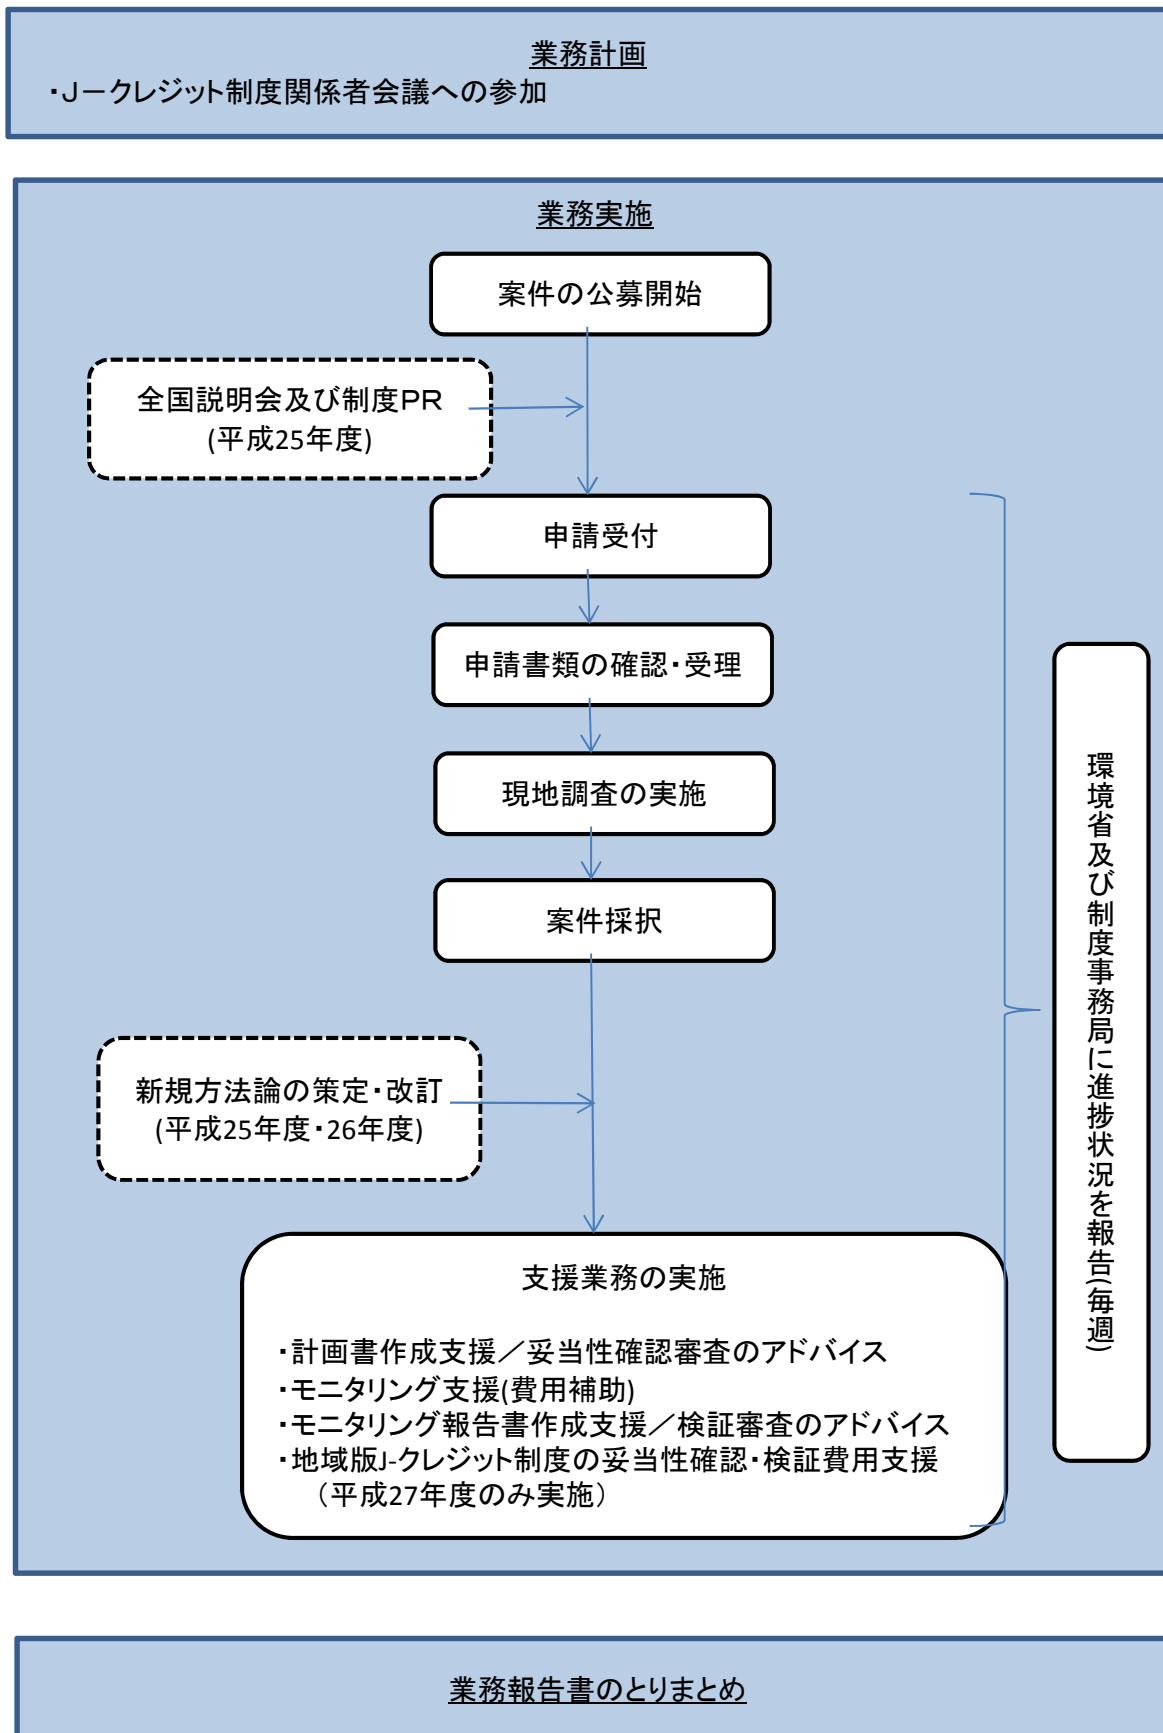 業務計画
・J－クレジット制度関係者会議への参加
業務実施
案件の公募開始
全国説明会及び制度PR
(平成25年度)
申請受付
申請書類の確認・受理
現地調査の実施
案件採択
新規方法論の策定・改訂
(平成25年度・26年度)
支援業務の実施
・計画書作成支援／妥当性確認審査のアドバイス
・モニタリング支援(費用補助)
・モニタリング報告書作成支援／検証審査のアドバイス
・地域版J-クレジット制度の妥当性確認・検証費用支援
（平成27年度のみ実施）
環境省及び制度事務局に進捗状況を報告(毎週)
業務報告書のとりまとめ